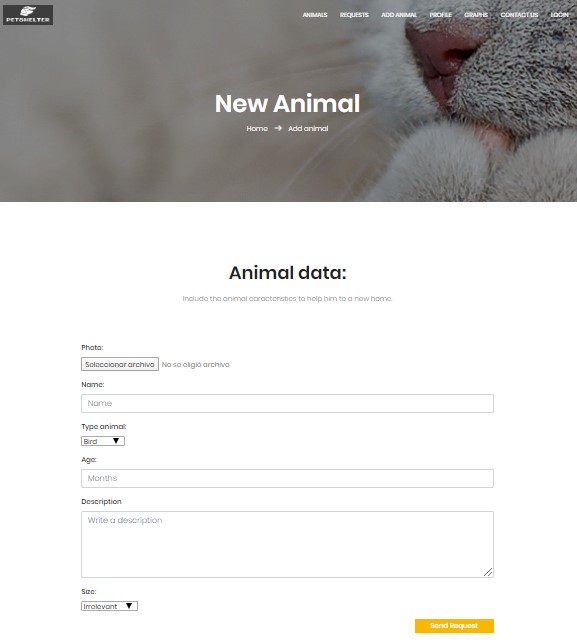 PETSHELTER
ANIMALS REQUESTS ADD ANIMAL PROFILE GRAPHS CONTACT US LOGIN
New Animal
Home → Add animal
Animal data:
Include the animal caracteristics to help him to a new home.
Photo:
Seleccionar archivo No se eligió archivo
Name:
Name
Type animal:
Bird
Age:
Months
Description
Write a description
Size:
Irrelevant
Send Request